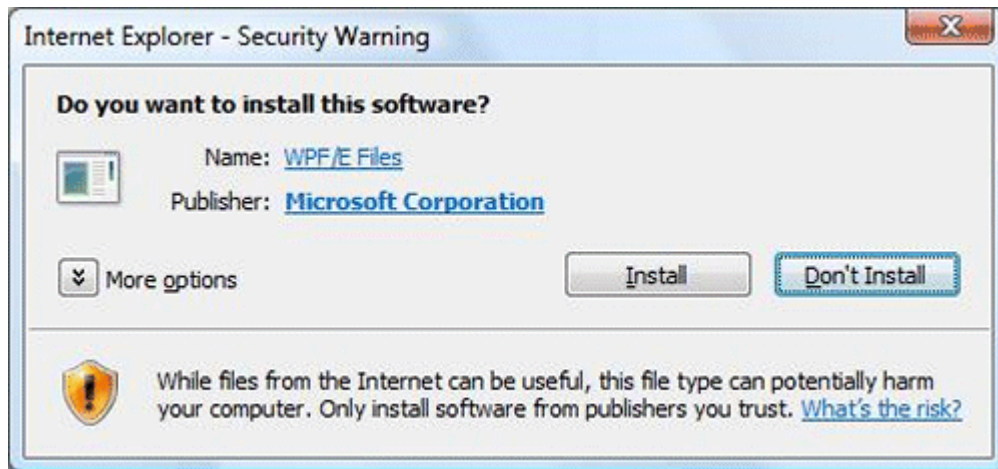 Internet Explorer - Security Warning
Do you want to install this software?
Name: WPF/E Files
Publisher: Microsoft Corporation
More options
Install
Don't Install
While files from the Internet can be useful, this file type can potentially harm
your computer. Only install software from publishers you trust. What's the risk?